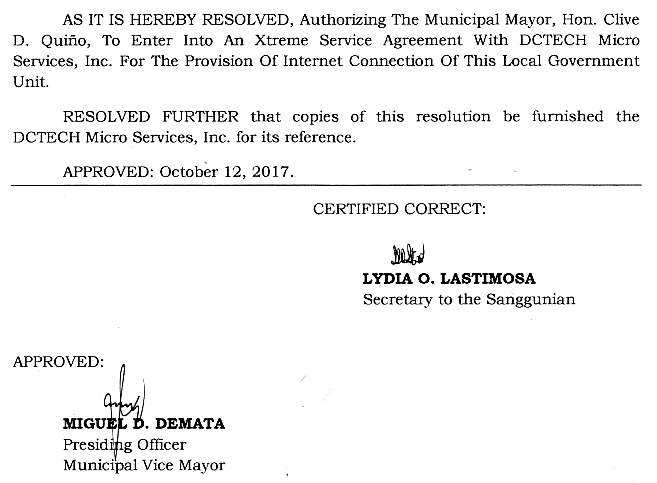 AS IT IS HEREBY RESOLVED, Authorizing The Municipal Mayor, Hon. Clive
D. Quiño, To Enter Into An Xtreme Service Agreement With DCTECH Micro
Services, Inc. For The Provision Of Internet Connection Of This Local Government
Unit.
RESOLVED FURTHER that copies of this resolution be furnished the
DCTECH Micro Services, Inc. for its reference.
APPROVED: October 12, 2017.
CERTIFIED CORRECT:
LYDIA O. LASTIMOSA
Secretary to the Sanggunian
APPROVED:
MIGUEL D. DEMATA
Presiding Officer
Municipal Vice Mayor